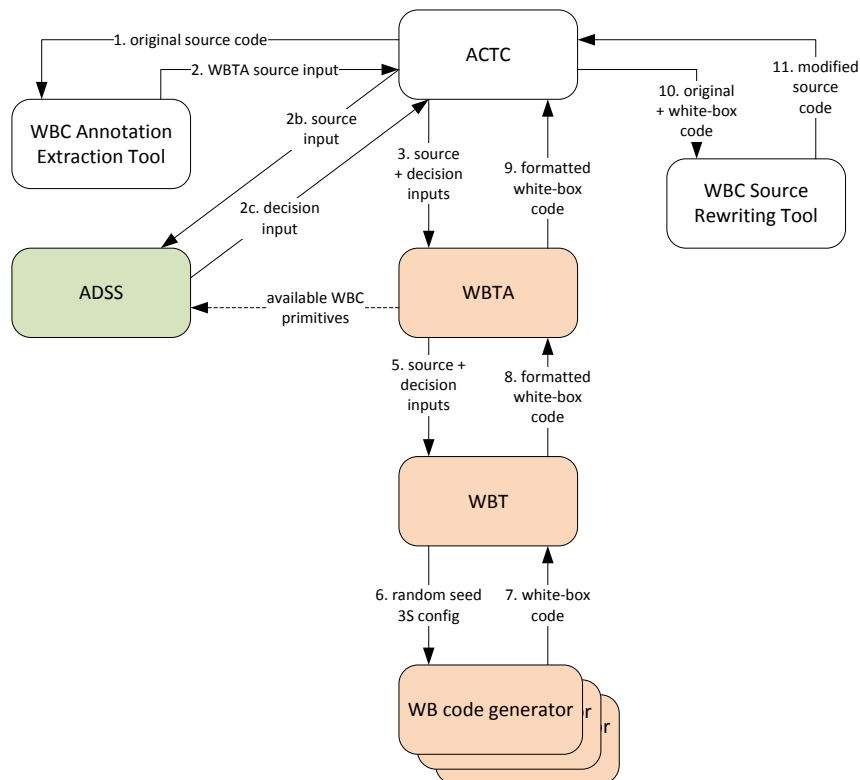 1. original source code
ACTC
2. WBTA source input
11. modified
source
code
10. original
+ white-box
code
WBC Annotation
Extraction Tool
2b. source
input
3. source
+ decision
inputs
9. formatted
white-box
code
WBC Source
Rewriting Tool
2c. decision
input
ADSS
WBTA
available WBC
primitives
5. source +
decision
inputs
8. formatted
white-box
code
WBT
6. random seed
3S config
7. white-box
code
WB code generator
or
or